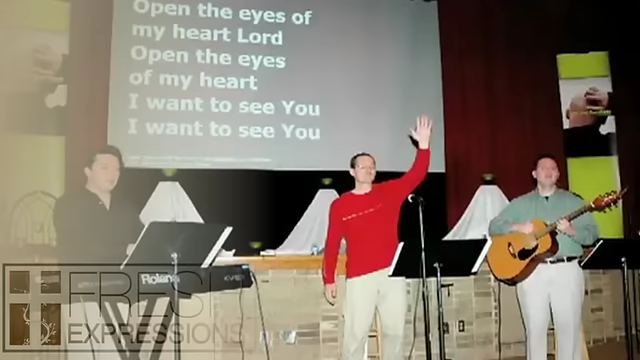 Open the eyes of
my heart Lord
Open the eyes
of my heart
I want to see You
I want to see You
Roland
FRESH
EXPRESSIONS